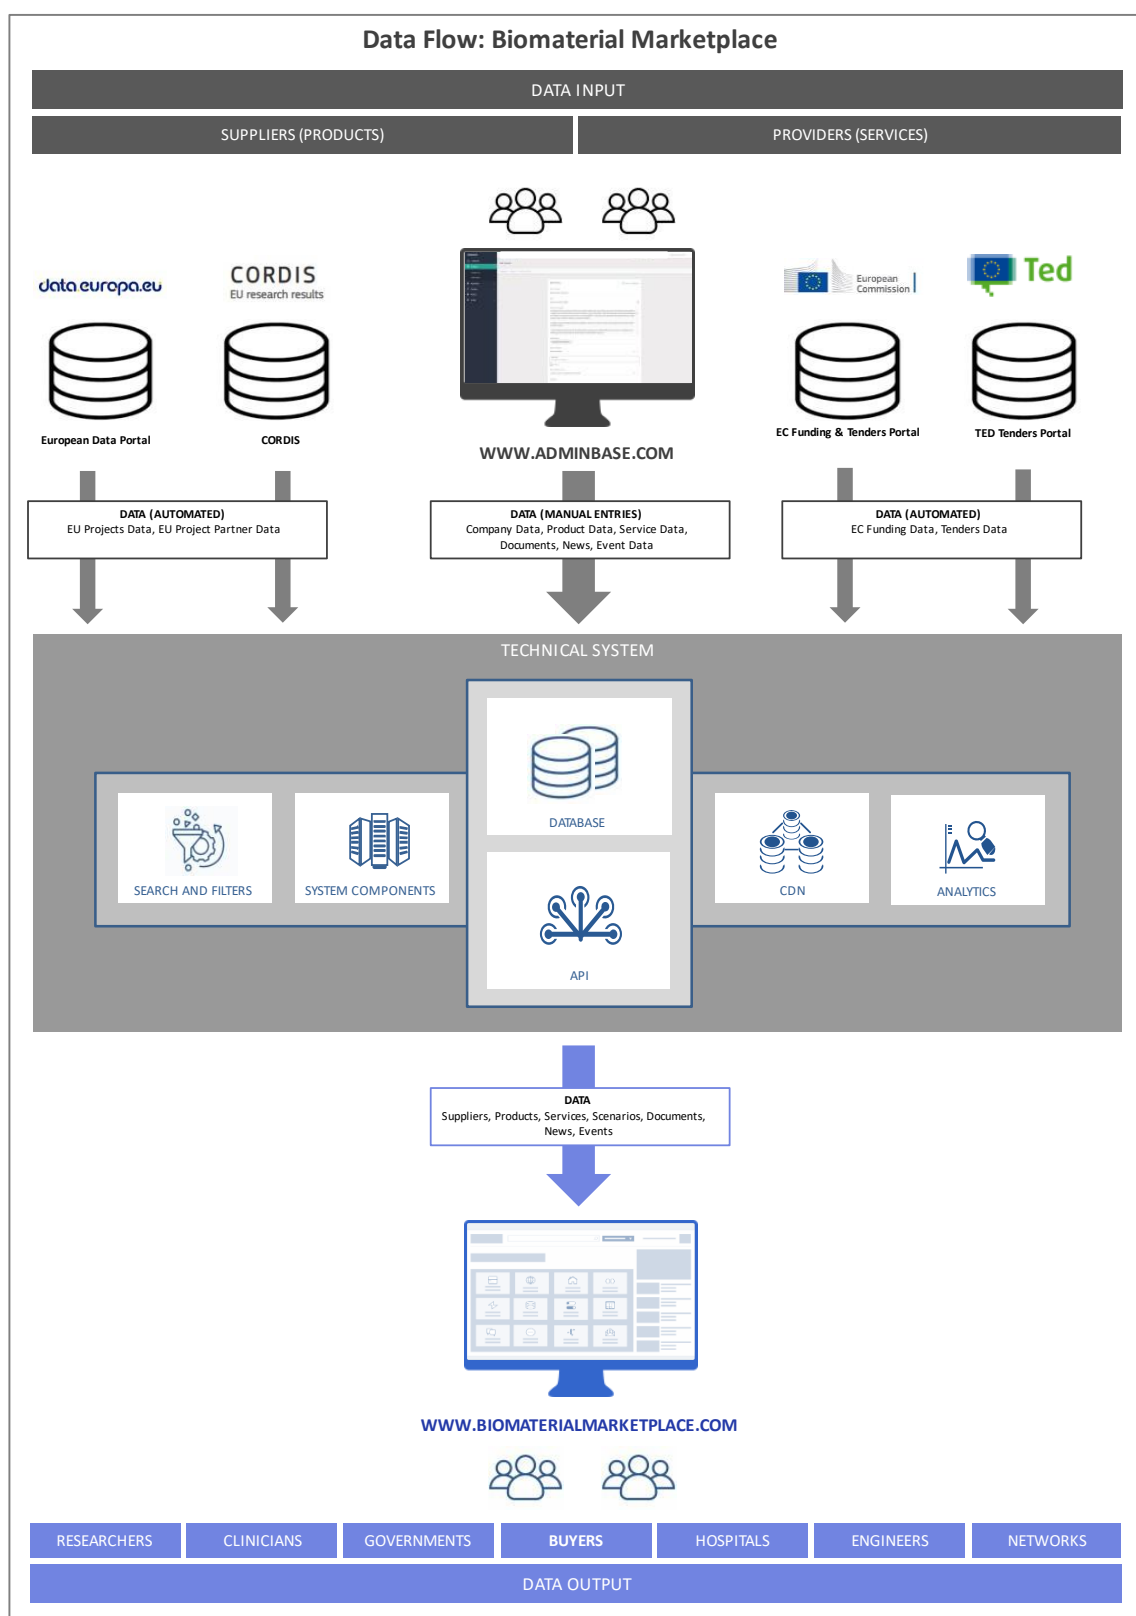 Data Flow: Biomaterial Marketplace
DATA INPUT
SUPPLIERS (PRODUCTS)
PROVIDERS (SERVICES)
data.europa.eu
CORDIS
EU research results
European
Commission
Ted
European Data Portal
CORDIS
WWW.ADMINBASE.COM
EC Funding & Tenders Portal
TED Tenders Portal
DATA (AUTOMATED)
EU Projects Data, EU Project Partner Data
DATA (MANUAL ENTRIES)
Company Data, Product Data, Service Data,
Documents, News, Event Data
DATA (AUTOMATED)
EC Funding Data, Tenders Data
TECHNICAL SYSTEM
DATABASE
SEARCH AND FILTERS
SYSTEM COMPONENTS
CDN
ANALYTICS
API
DATA
Suppliers, Products, Services, Scenarios, Documents,
News, Events
WWW.BIOMATERIALMARKETPLACE.COM
RESEARCHERS
CLINICIANS
GOVERNMENTS
BUYERS
HOSPITALS
ENGINEERS
NETWORKS
DATA OUTPUT